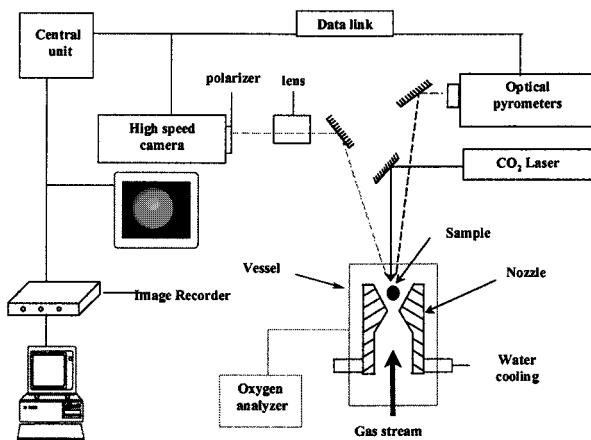 Central
unit
Data link
polarizer
lens
Optical
pyrometers
High speed
camera
CO₂ Laser
Sample
Vessel
Nozzle
Image Recorder
Oxygen
analyzer
Water
cooling
Gas stream